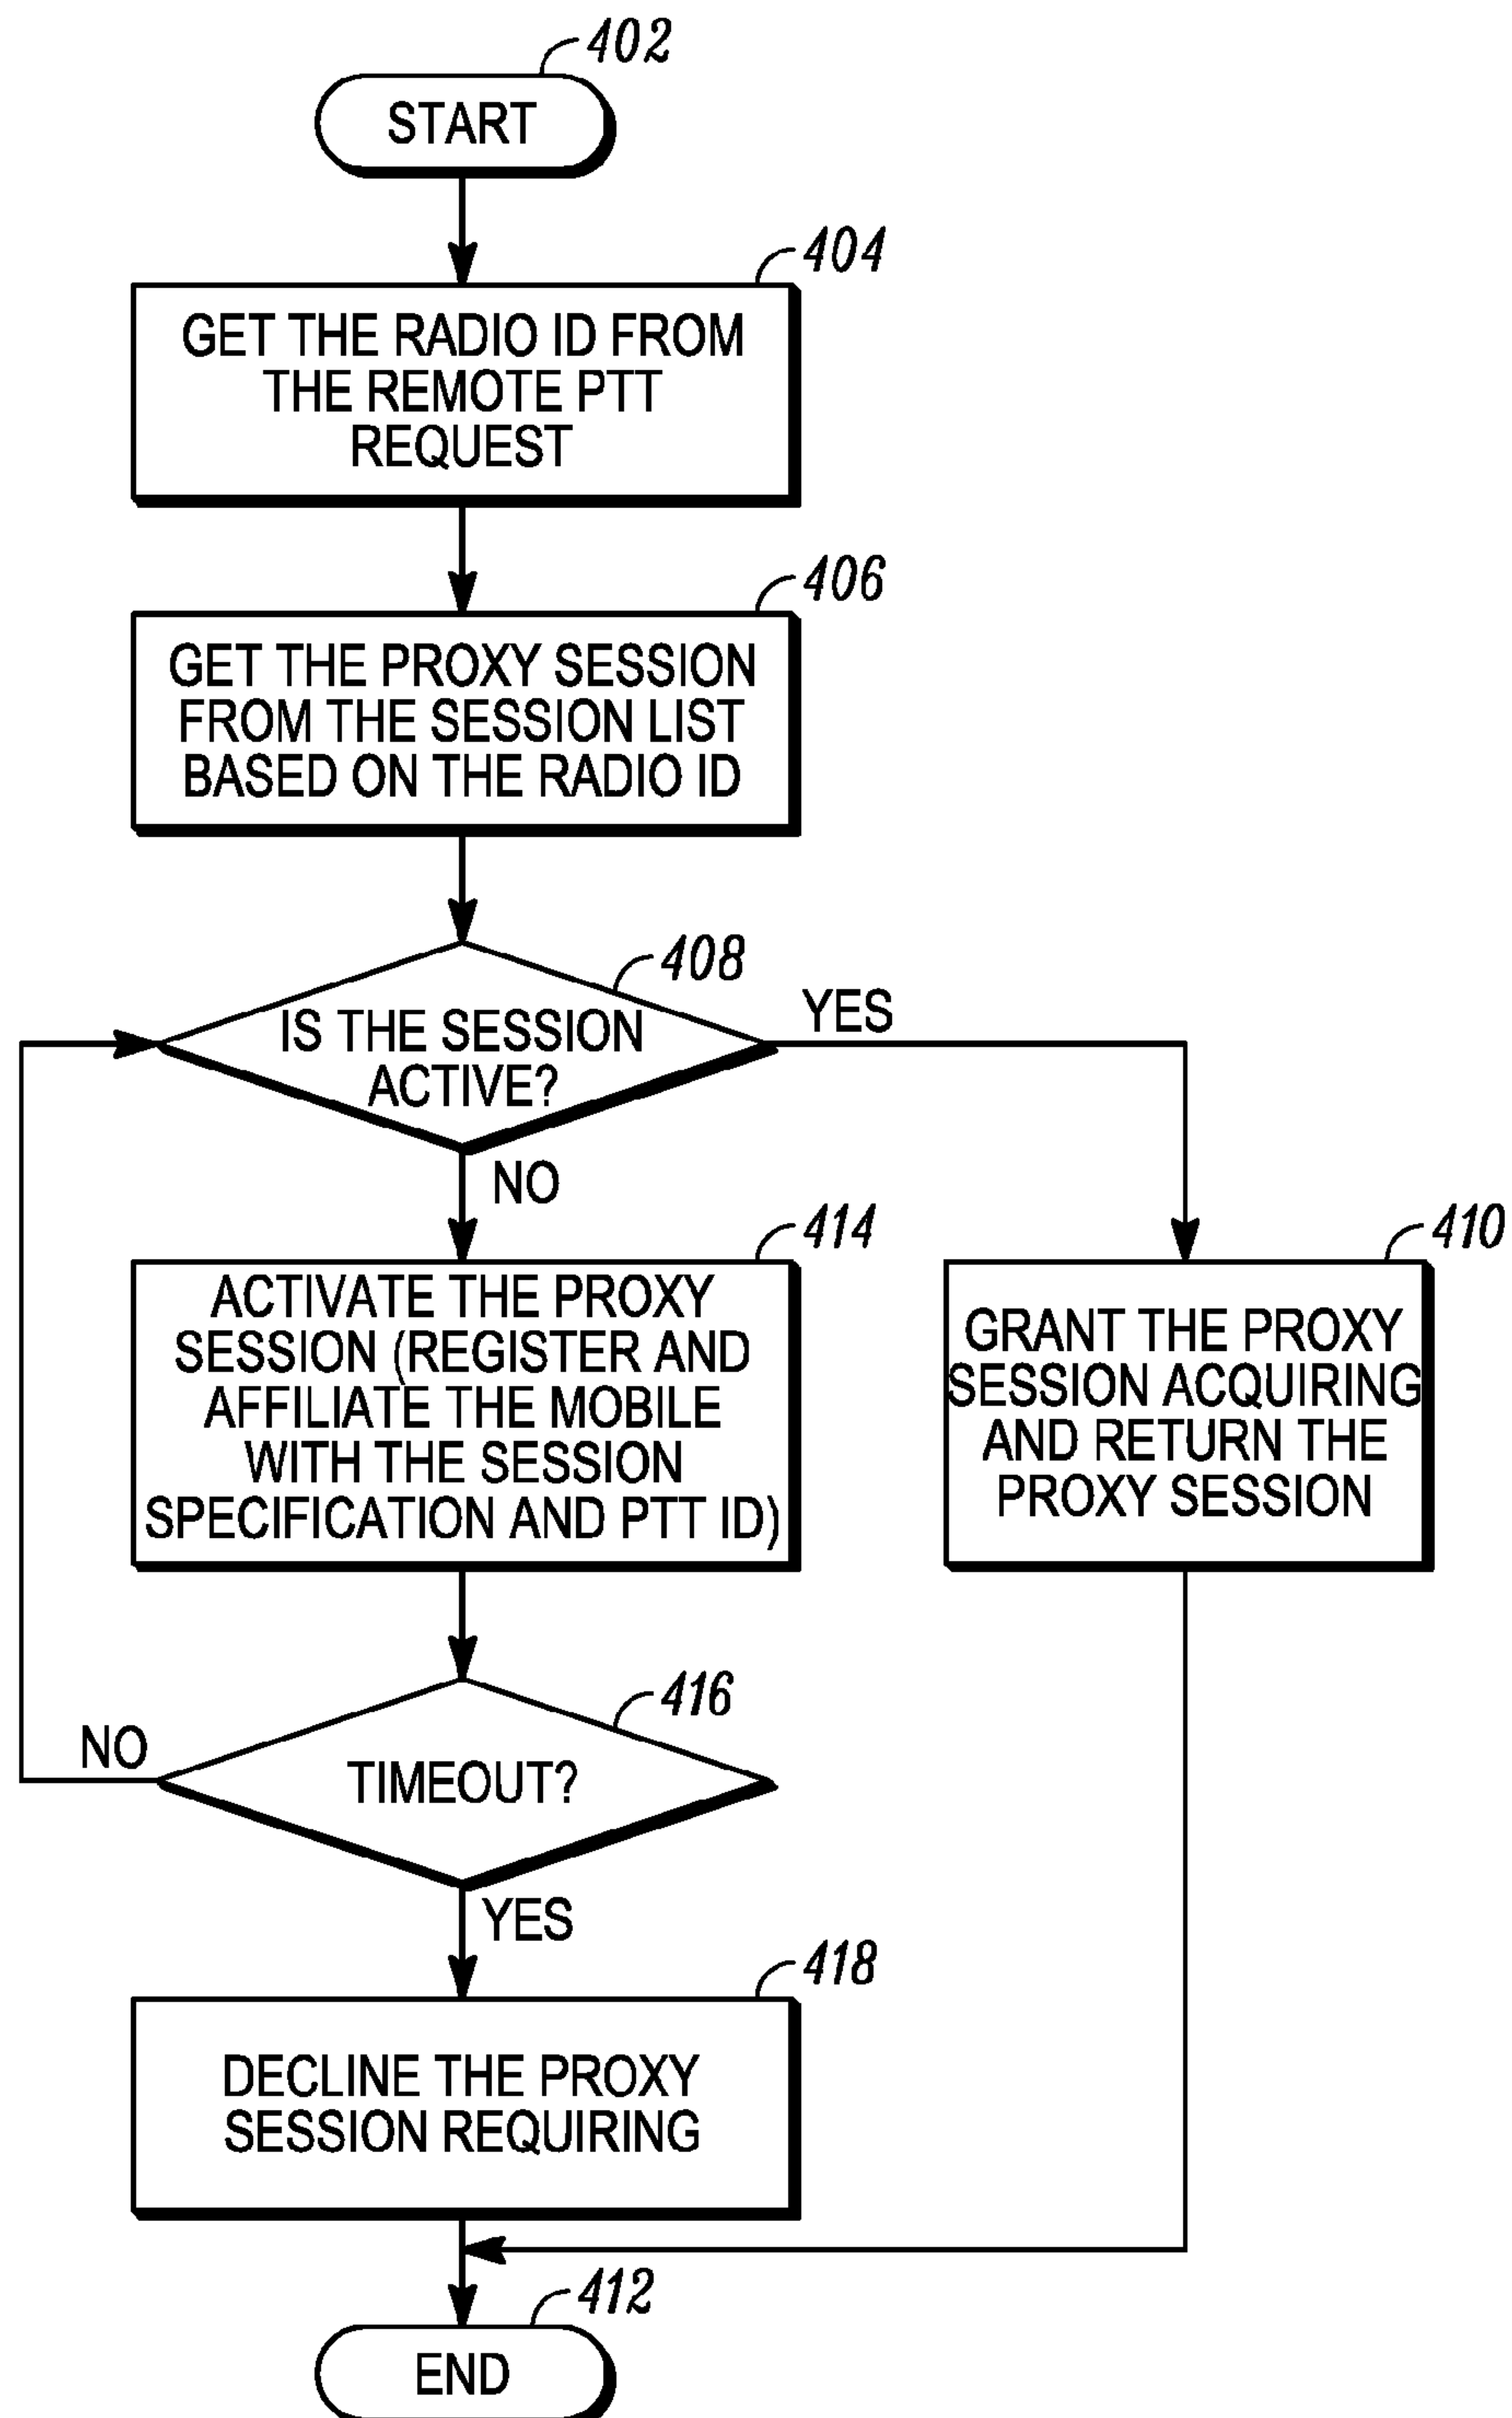 402
START
404
GET THE RADIO ID FROM
THE REMOTE PTT
REQUEST
406
GET THE PROXY SESSION
FROM THE SESSION LIST
BASED ON THE RADIO ID
408
IS THE SESSION
ACTIVE?
YES
NO
414
ACTIVATE THE PROXY
SESSION (REGISTER AND
AFFILIATE THE MOBILE
WITH THE SESSION
SPECIFICATION AND PTT ID)
410
GRANT THE PROXY
SESSION ACQUIRING
AND RETURN THE
PROXY SESSION
416
TIMEOUT?
NO
YES
418
DECLINE THE PROXY
SESSION REQUIRING
412
END